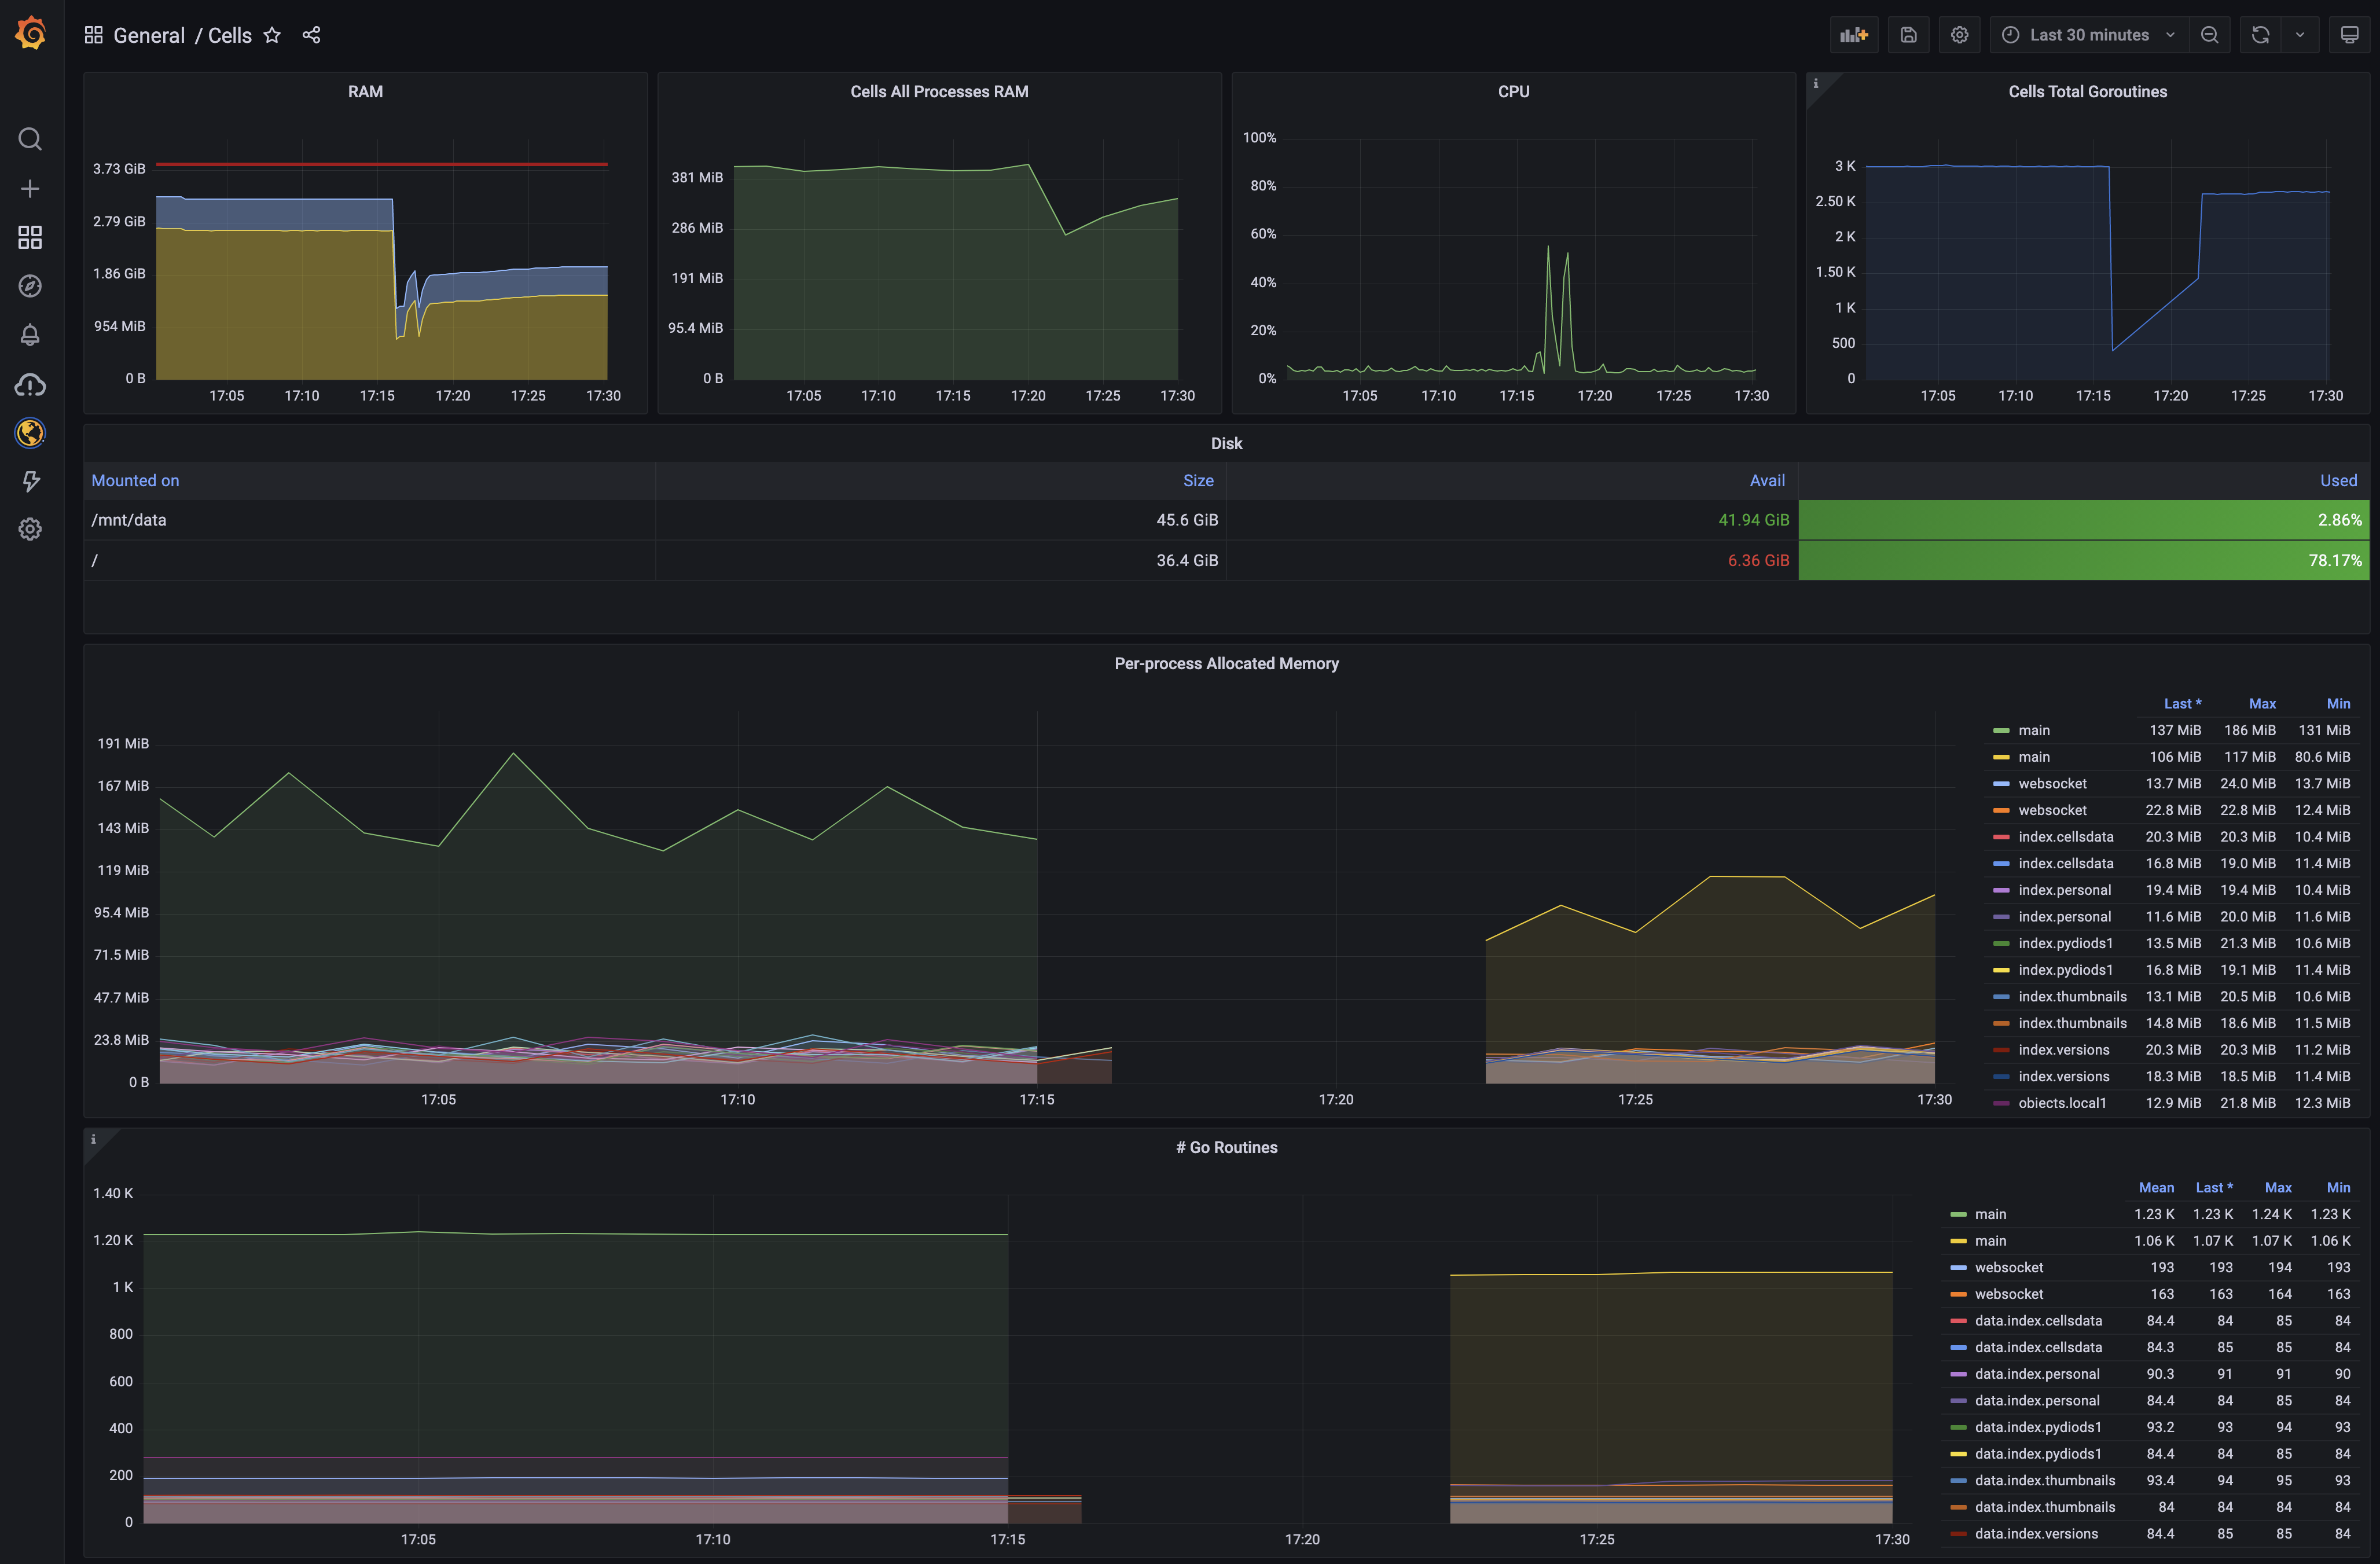 General / Cells
Last 30 minutes
RAM
3.73 GiB
2.79 GiB
1.86 GiB
954 MiB
0 B
17:05 17:10 17:15 17:20 17:25 17:30
Cells All Processes RAM
381 MiB
286 MiB
191 MiB
95.4 MiB
0 B
17:05 17:10 17:15 17:20 17:25 17:30
CPU
100%
80%
60%
40%
20%
0%
17:05 17:10 17:15 17:20 17:25 17:30
i
Cells Total Goroutines
3 K
2.50 K
2 K
1.50 K
1 K
500
0
17:05 17:10 17:15 17:20 17:25 17:30
Disk
Mounted on Size Avail Used
/mnt/data 45.6 GiB 41.94 GiB 2.86%
/ 36.4 GiB 6.36 GiB 78.17%
Per-process Allocated Memory
191 MiB
167 MiB
143 MiB
119 MiB
95.4 MiB
71.5 MiB
47.7 MiB
23.8 MiB
0 B
17:05 17:10 17:15 17:20 17:25 17:30
Last * Max Min
main 137 MiB 186 MiB 131 MiB
main 106 MiB 117 MiB 80.6 MiB
websocket 13.7 MiB 24.0 MiB 13.7 MiB
websocket 22.8 MiB 22.8 MiB 12.4 MiB
index.cellsdata 20.3 MiB 20.3 MiB 10.4 MiB
index.cellsdata 16.8 MiB 19.0 MiB 11.4 MiB
index.personal 19.4 MiB 19.4 MiB 10.4 MiB
index.personal 11.6 MiB 20.0 MiB 11.6 MiB
index.pydiods1 13.5 MiB 21.3 MiB 10.6 MiB
index.pydiods1 16.8 MiB 19.1 MiB 11.4 MiB
index.thumbnails 13.1 MiB 20.5 MiB 10.6 MiB
index.thumbnails 14.8 MiB 18.6 MiB 11.5 MiB
index.versions 20.3 MiB 20.3 MiB 11.2 MiB
index.versions 18.3 MiB 18.5 MiB 11.4 MiB
objects.local1 12.9 MiB 21.8 MiB 12.3 MiB
i
# Go Routines
1.40 K
1.20 K
1 K
800
600
400
200
0
17:05 17:10 17:15 17:20 17:25 17:30
Mean Last * Max Min
main 1.23 K 1.23 K 1.24 K 1.23 K
main 1.06 K 1.07 K 1.07 K 1.06 K
websocket 193 193 194 193
websocket 163 163 164 163
data.index.cellsdata 84.4 84 85 84
data.index.cellsdata 84.3 85 85 84
data.index.personal 90.3 91 91 90
data.index.personal 84.4 84 85 84
data.index.pydiods1 93.2 93 94 93
data.index.pydiods1 84.4 84 85 84
data.index.thumbnails 93.4 94 95 93
data.index.thumbnails 84 84 84 84
data.index.versions 84.4 85 85 84